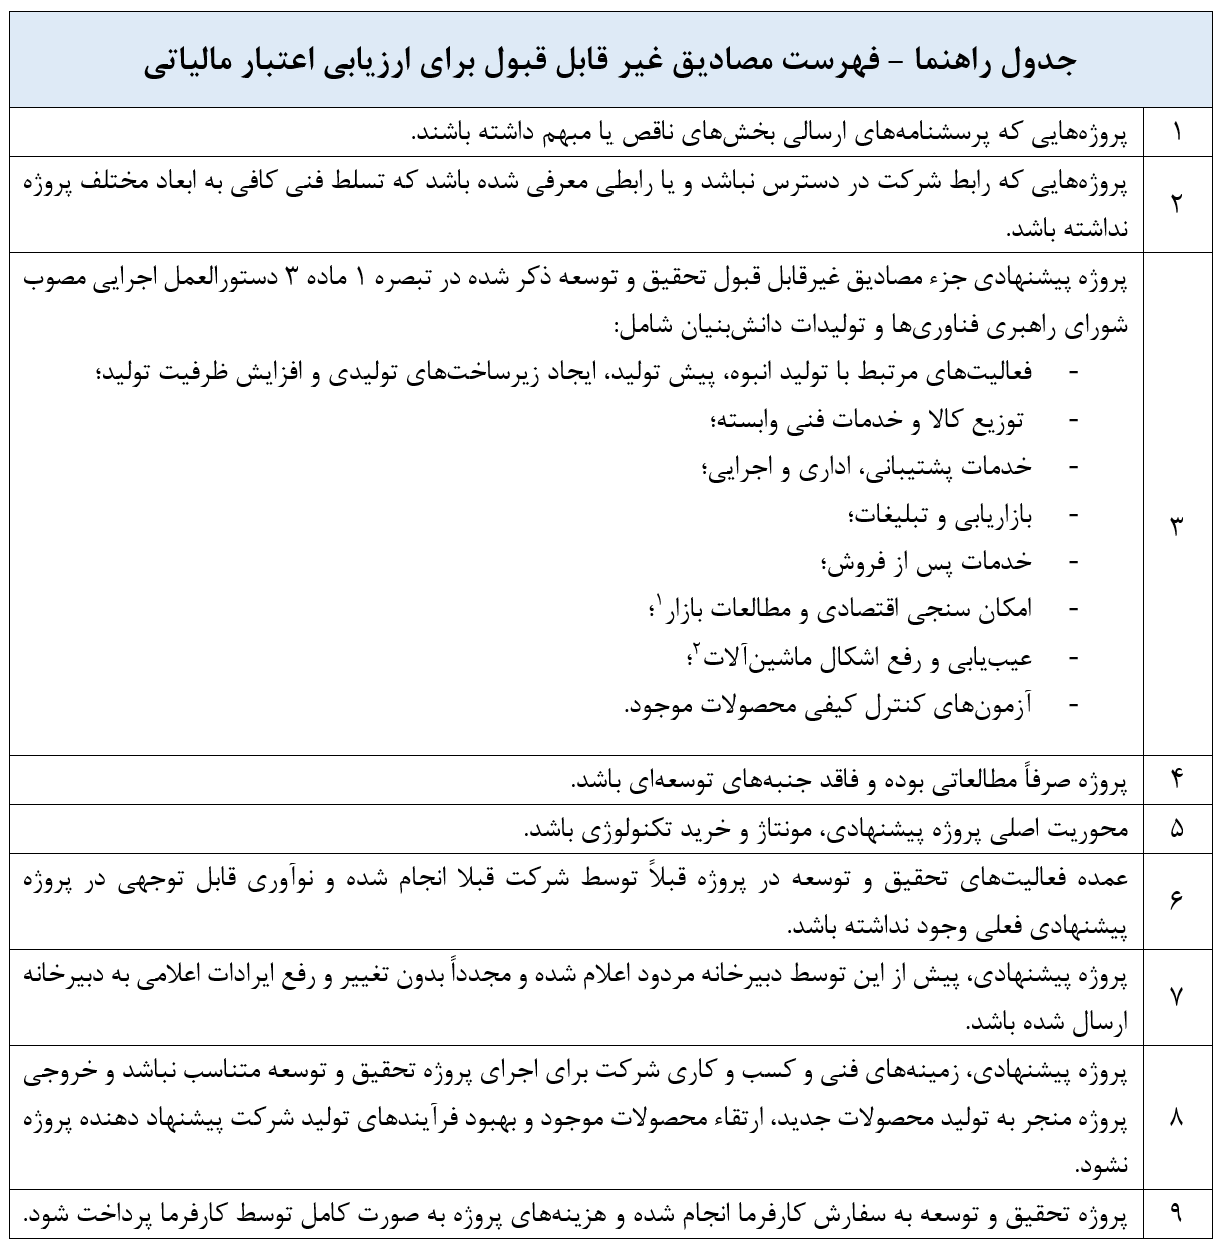 جدول راهنما – فهرست مصادیق غیر قابل قبول برای ارزیابی اعتبار مالیاتی
۱ پروژه‌هایی که پرسشنامه‌های ارسالی بخش‌های ناقص یا مبهم داشته باشند.
۲ پروژه‌هایی که رابط شرکت در دسترس نباشد و یا رابطی معرفی شده باشد که تسلط فنی کافی به ابعاد مختلف پروژه
نداشته باشد.
۳ پروژه پیشنهادی جزء مصادیق غیرقابل قبول تحقیق و توسعه ذکر شده در تبصره ۱ ماده ۳ دستورالعمل اجرایی مصوب
شورای راهبری فناوری‌ها و تولیدات دانش‌بنیان شامل:
- فعالیت‌های مرتبط با تولید انبوه، پیش تولید، ایجاد زیرساخت‌های تولیدی و افزایش ظرفیت تولید؛
- توزیع کالا و خدمات فنی وابسته؛
- خدمات پشتیبانی، اداری و اجرایی؛
- بازاریابی و تبلیغات؛
- خدمات پس از فروش؛
- امکان سنجی اقتصادی و مطالعات بازار۱؛
- عیب‌یابی و رفع اشکال ماشین‌آلات۲؛
- آزمون‌های کنترل کیفی محصولات موجود.
۴ پروژه صرفاً مطالعاتی بوده و فاقد جنبه‌های توسعه‌ای باشد.
۵ محوریت اصلی پروژه پیشنهادی، مونتاژ و خرید تکنولوژی باشد.
۶ عمده فعالیت‌های تحقیق و توسعه در پروژه قبلاً توسط شرکت قبلا انجام شده و نوآوری قابل توجهی در پروژه
پیشنهادی فعلی وجود نداشته باشد.
۷ پروژه پیشنهادی، پیش از این توسط دبیرخانه مردود اعلام شده و مجدداً بدون تغییر و رفع ایرادات اعلامی به دبیرخانه
ارسال شده باشد.
۸ پروژه پیشنهادی، زمینه‌های فنی و کسب و کاری شرکت برای اجرای پروژه تحقیق و توسعه متناسب نباشد و خروجی
پروژه منجر به تولید محصولات جدید، ارتقاء محصولات موجود و بهبود فرآیندهای تولید شرکت پیشنهاد دهنده پروژه
نشود.
۹ پروژه تحقیق و توسعه به سفارش کارفرما انجام شده و هزینه‌های پروژه به صورت کامل توسط کارفرما پرداخت شود.